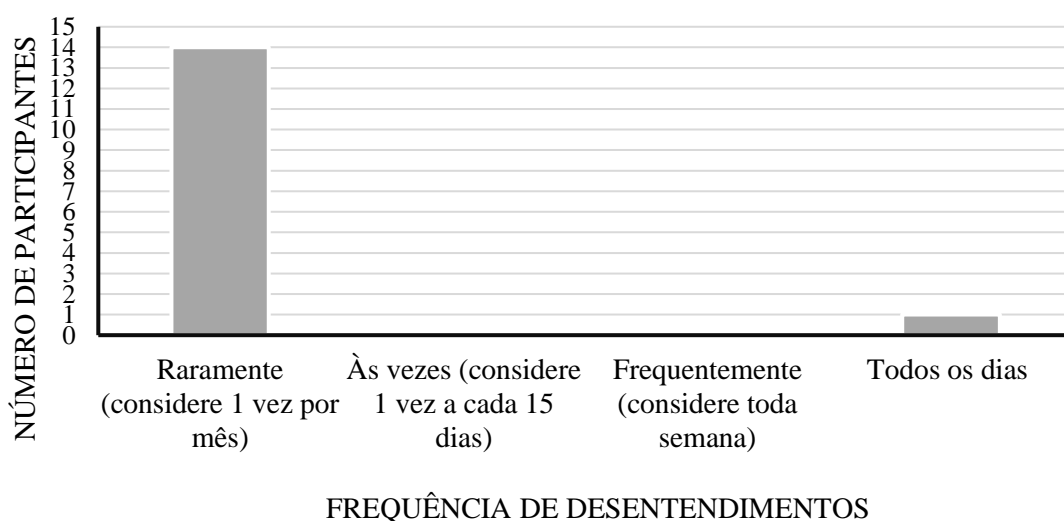 NÚMERO DE PARTICIPANTES
15
14
13
12
11
10
9
8
7
6
5
4
3
2
1
0
Raramente
(considere 1 vez por
mês)
Às vezes (considere
1 vez a cada 15
dias)
Frequentemente
(considere toda
semana)
Todos os dias
FREQUÊNCIA DE DESENTENDIMENTOS